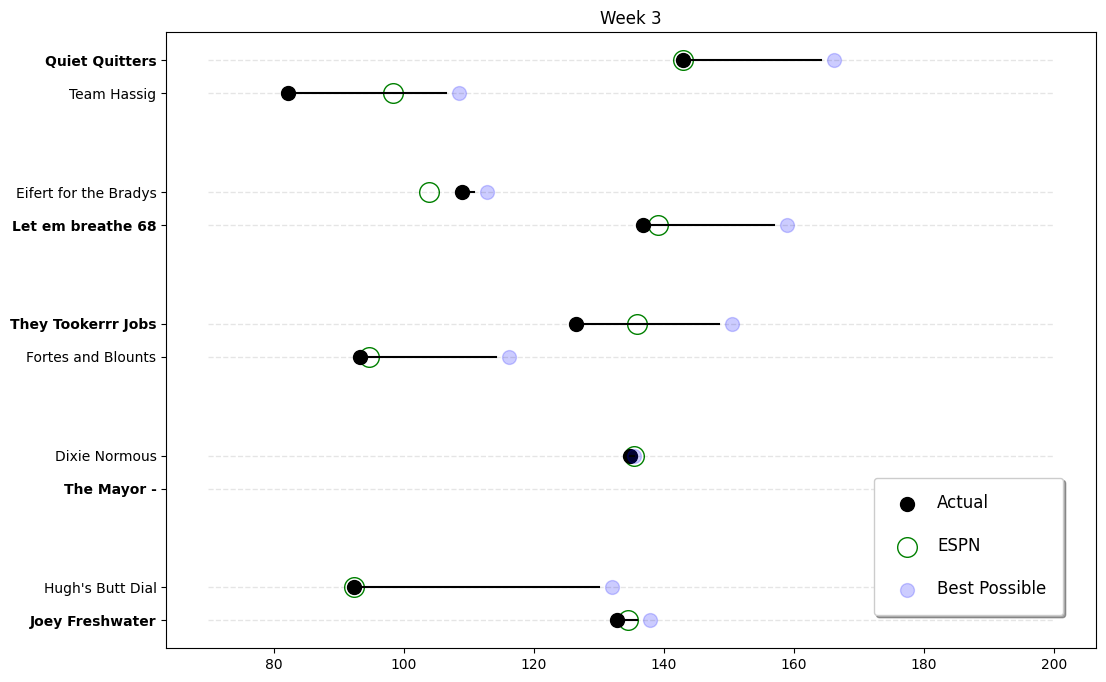 Week 3
Quiet Quitters
Team Hassig
Eifert for the Bradys
Let em breathe 68
They Tookerrr Jobs
Fortes and Blounts
Dixie Normous
The Mayor -
Hugh's Butt Dial
Joey Freshwater
Actual
ESPN
Best Possible
80 100 120 140 160 180 200